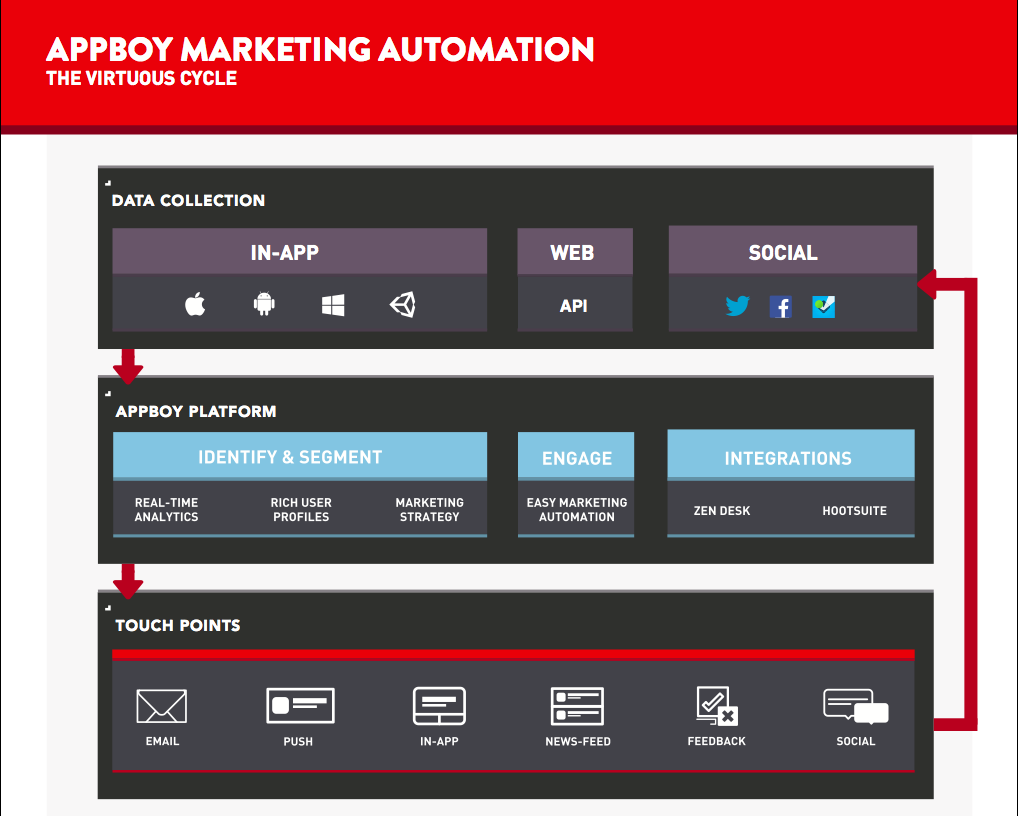 APPBOY MARKETING AUTOMATION
THE VIRTUOUS CYCLE
DATA COLLECTION
IN-APP
WEB
SOCIAL
API
APPBOY PLATFORM
IDENTIFY & SEGMENT
ENGAGE
INTEGRATIONS
REAL-TIME
ANALYTICS
RICH USER
PROFILES
MARKETING
STRATEGY
EASY MARKETING
AUTOMATION
ZEN DESK
HOOTSUITE
TOUCH POINTS
EMAIL
PUSH
IN-APP
NEWS-FEED
FEEDBACK
SOCIAL